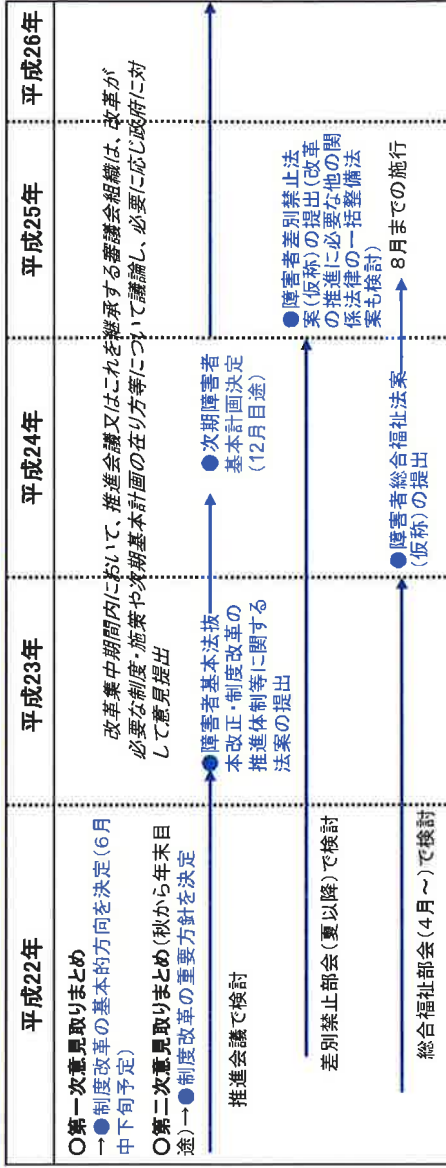 平成22年
平成23年
平成24年
平成25年
平成26年
改革集中期間内において、推進会議又はこれを継承する審議会組織は、改革が
必要な制度・施策や次期基本計画の在り方等について議論し、必要に応じ政府に対
して意見提出
○第一次意見取りまとめ
→●制度改革の基本的方向を決定(6月
中下旬予定)
○第二次意見取りまとめ(秋から年末目
途)→●制度改革の重要方針を決定
推進会議で検討
●障害者基本法抜
本改正・制度改革の
推進体制等に関する
法案の提出
●次期障害者
基本計画決定
(12月目途)
差別禁止部会(夏以降)で検討
●障害者差別禁止法
案(仮称)の提出(改革
の推進に必要な他の関
係法律の一括整備法
案も検討)
総合福祉部会(4月~)で検討
●障害者総合福祉法案
(仮称)の提出
8月までの施行